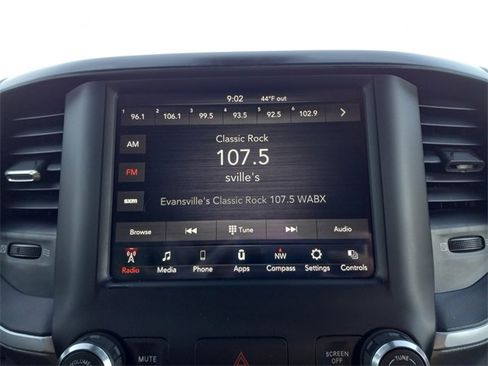 9:02 44°F out
1 96.1 2 106.1 3 99.5 4 93.5 5 92.5 6 102.9
Classic Rock
AM
107.5
FM
sville's
sxm
Evansville's Classic Rock 107.5 WABX
Browse Tune Audio
NW
Radio Media Phone Apps Compass Settings Controls
VOLUME MUTE SCREEN OFF TUNE